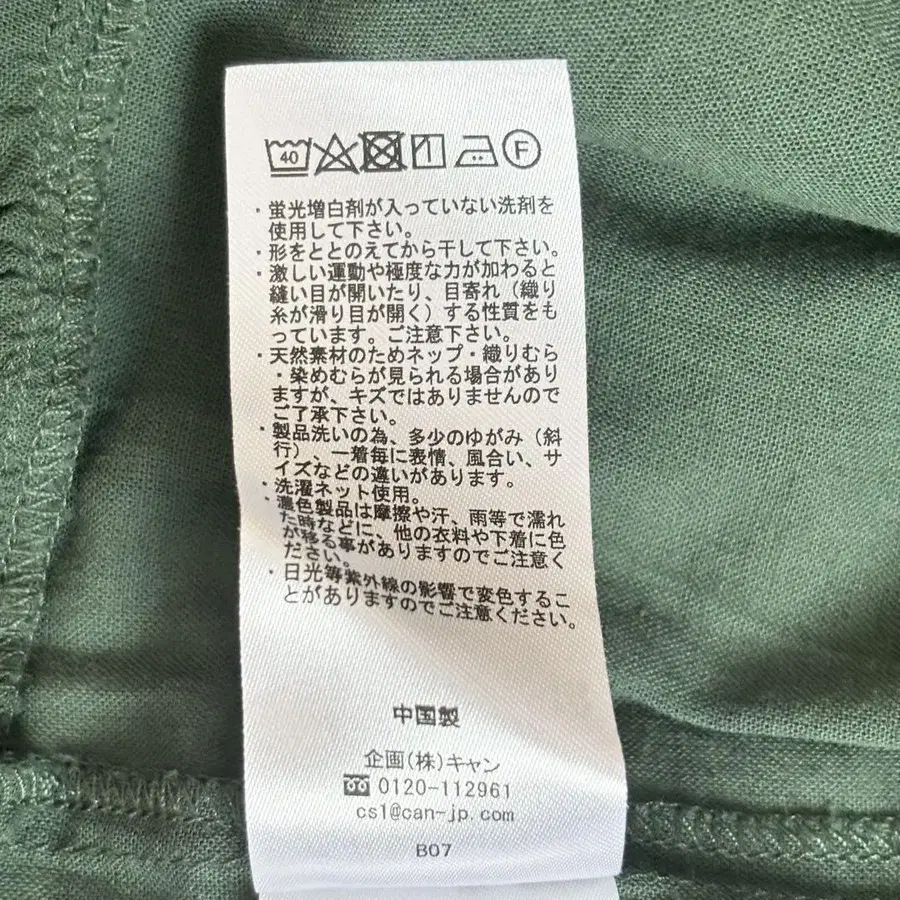 40 F
・蛍光増白剤が入っていない洗剤を
使用して下さい。
・形をととのえてから干して下さい。
・激しい運動や極度な力が加わると
縫い目が開いたり、目寄れ（織り
糸が滑り目が開く）する性質をも
っています。ご注意下さい。
・天然素材のためネップ・織りむら
・染めむらが見られる場合があり
ますが、キズではありませんので
ご了承下さい。
・製品洗いの為、多少のゆがみ（斜
行）、一着毎に表情、風合い、サ
イズなどの違いがあります。
・洗濯ネット使用。
・濃色製品は摩擦や汗、雨等で濡れ
た時などに、他の衣料や下着に色
が移る事がありますのでご注意く
ださい。
・日光等紫外線の影響で変色するこ
とがありますのでご注意ください。
中国製
企画(株)キャン
0120-112961
cs1@can-jp.com
B07